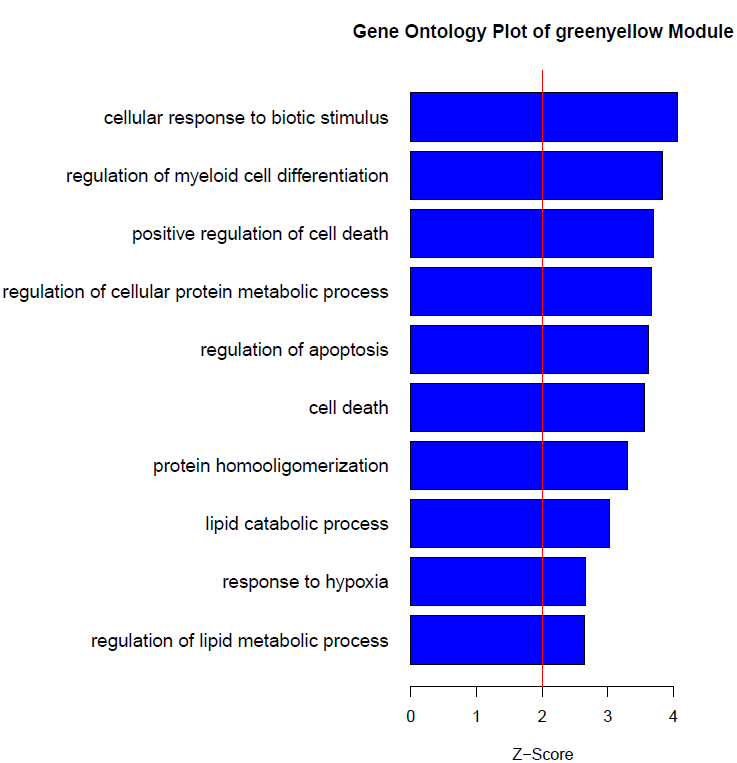 Gene Ontology Plot of greenyellow Module
cellular response to biotic stimulus
regulation of myeloid cell differentiation
positive regulation of cell death
regulation of cellular protein metabolic process
regulation of apoptosis
cell death
protein homooligomerization
lipid catabolic process
response to hypoxia
regulation of lipid metabolic process
0 1 2 3 4
Z−Score